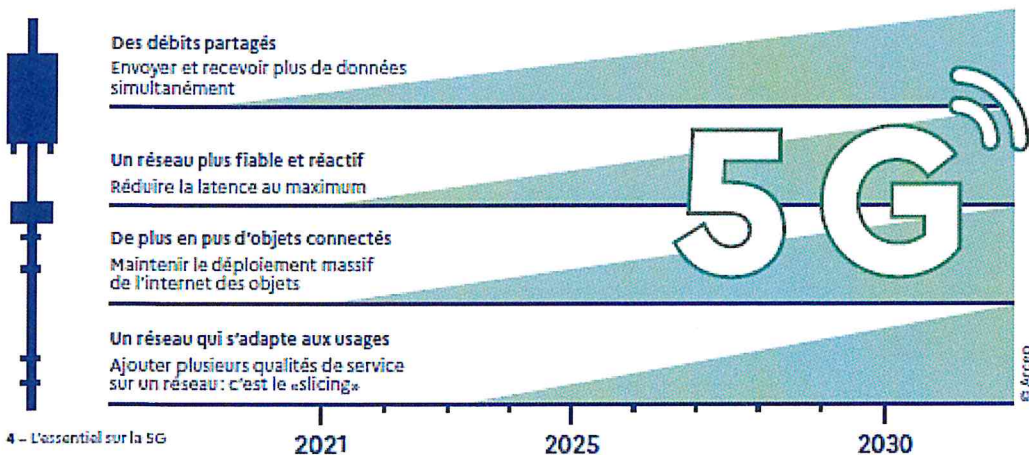 Des débits partagés
Envoyer et recevoir plus de données
simultanément
Un réseau plus fiable et réactif
Réduire la latence au maximum
5G
De plus en pus d'objets connectés
Maintenir le déploiement massif
de l'internet des objets
Un réseau qui s'adapte aux usages
Ajouter plusieurs qualités de service
sur un réseau: c'est le «slicing»
© Arcep
4 – L'essentiel sur la 5G
2021
2025
2030